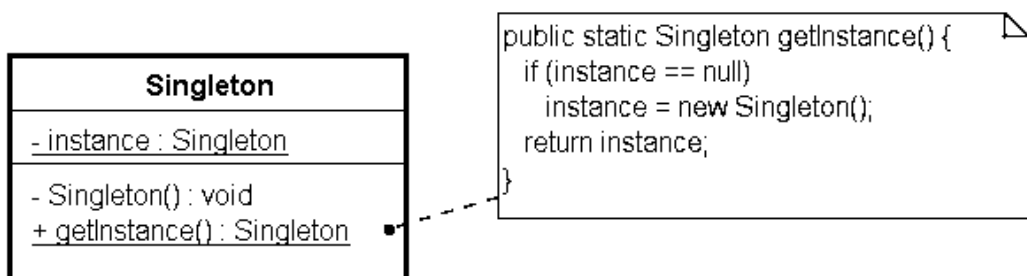 Singleton
- instance : Singleton
- Singleton() : void
+ getInstance() : Singleton
public static Singleton getInstance() {
if (instance == null)
instance = new Singleton();
return instance;
}